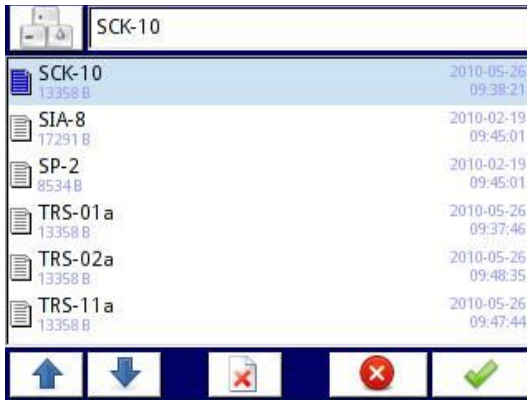 SCK-10
SCK-10
2010-05-26
13358 B
09:38:21
SIA-8
2010-02-19
17291 B
09:45:01
SP-2
2010-02-19
8534 B
09:45:01
TRS-01a
2010-05-26
13358 B
09:37:46
TRS-02a
2010-05-26
13358 B
09:48:35
TRS-11a
2010-05-26
13358 B
09:47:44